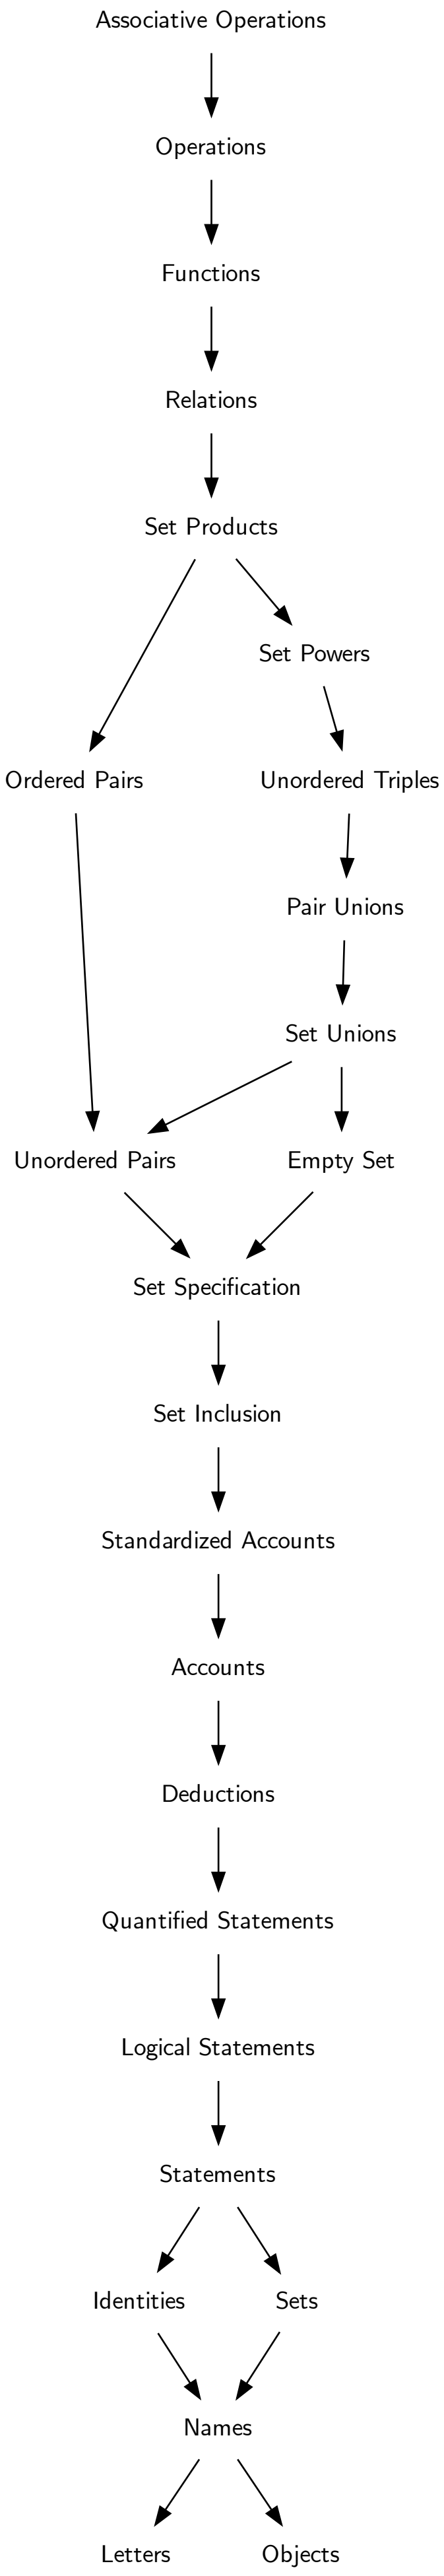 Associative Operations
Operations
Functions
Relations
Set Products
Set Powers
Ordered Pairs
Unordered Triples
Pair Unions
Set Unions
Unordered Pairs
Empty Set
Set Specification
Set Inclusion
Standardized Accounts
Accounts
Deductions
Quantified Statements
Logical Statements
Statements
Identities
Sets
Names
Letters
Objects